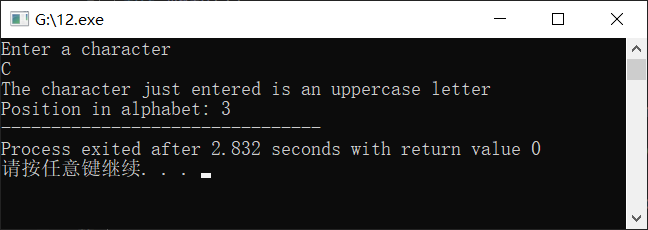 G:\12.exe
Enter a character
C
The character just entered is an uppercase letter
Position in alphabet: 3
--------------------------------
Process exited after 2.832 seconds with return value 0
请按任意键继续. . .